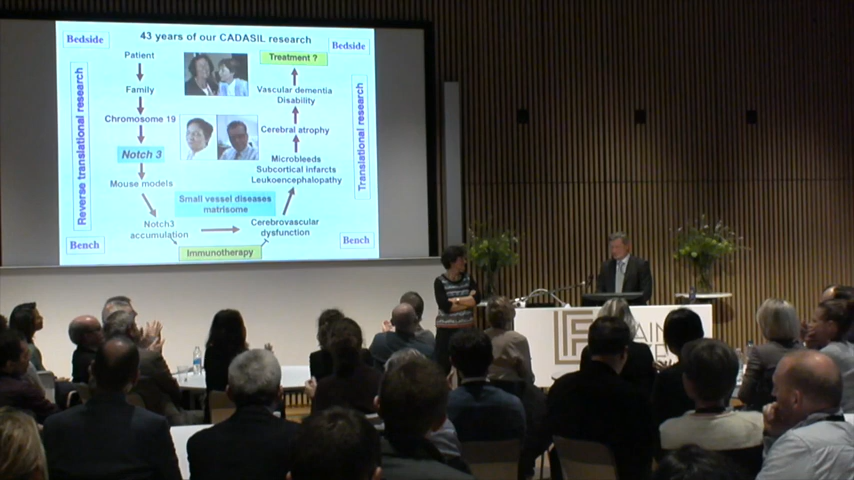 43 years of our CADASIL research
Bedside
Bedside
Patient
Family
Chromosome 19
Notch 3
Mouse models
Notch3
accumulation
Reverse translational research
Bench
Small vessel diseases
matrisome
Immunotherapy
Treatment ?
Vascular dementia
Disability
Cerebral atrophy
Microbleeds
Subcortical infarcts
Leukoencephalopathy
Cerebrovascular
dysfunction
Translational research
Bench